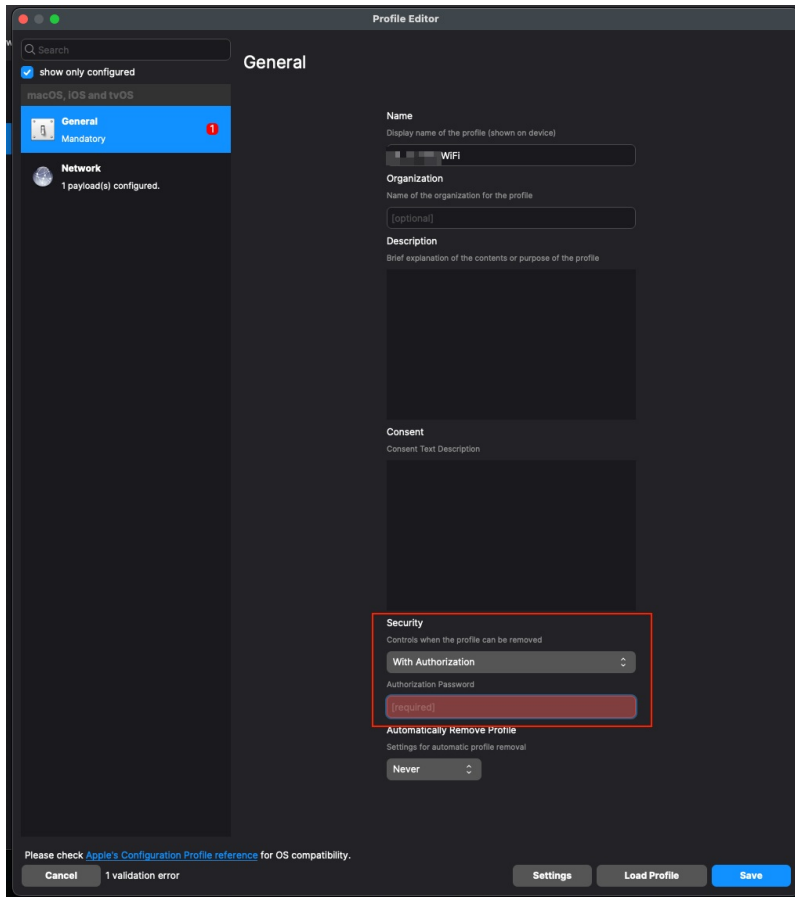 Profile Editor
Search
show only configured
macOS, iOS and tvOS
General
Mandatory
1
Network
1 payload(s) configured.
General
Name
Display name of the profile (shown on device)
WiFi
Organization
Name of the organization for the profile
[optional]
Description
Brief explanation of the contents or purpose of the profile
Consent
Consent Text Description
Security
Controls when the profile can be removed
With Authorization
Authorization Password
[required]
Automatically Remove Profile
Settings for automatic profile removal
Never
Please check Apple's Configuration Profile reference for OS compatibility.
Cancel
1 validation error
Settings
Load Profile
Save